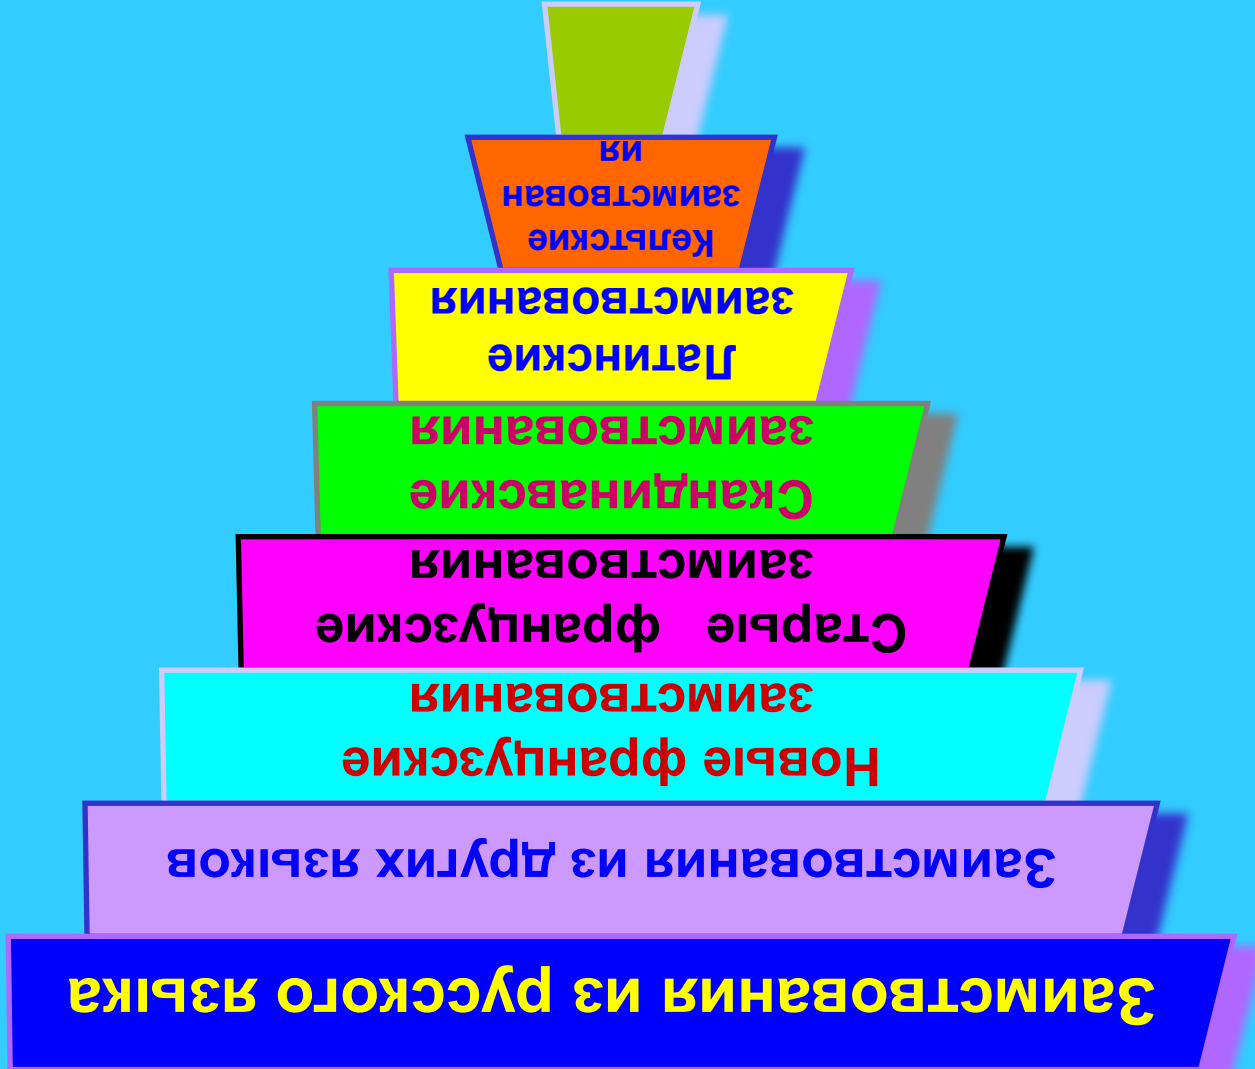 Заимствования из русского языка
Заимствования из других языков
Новые французские
заимствования
Старые французские
заимствования
Скандинавские
заимствования
Латинские
заимствования
Кельтские
заимствован
ия